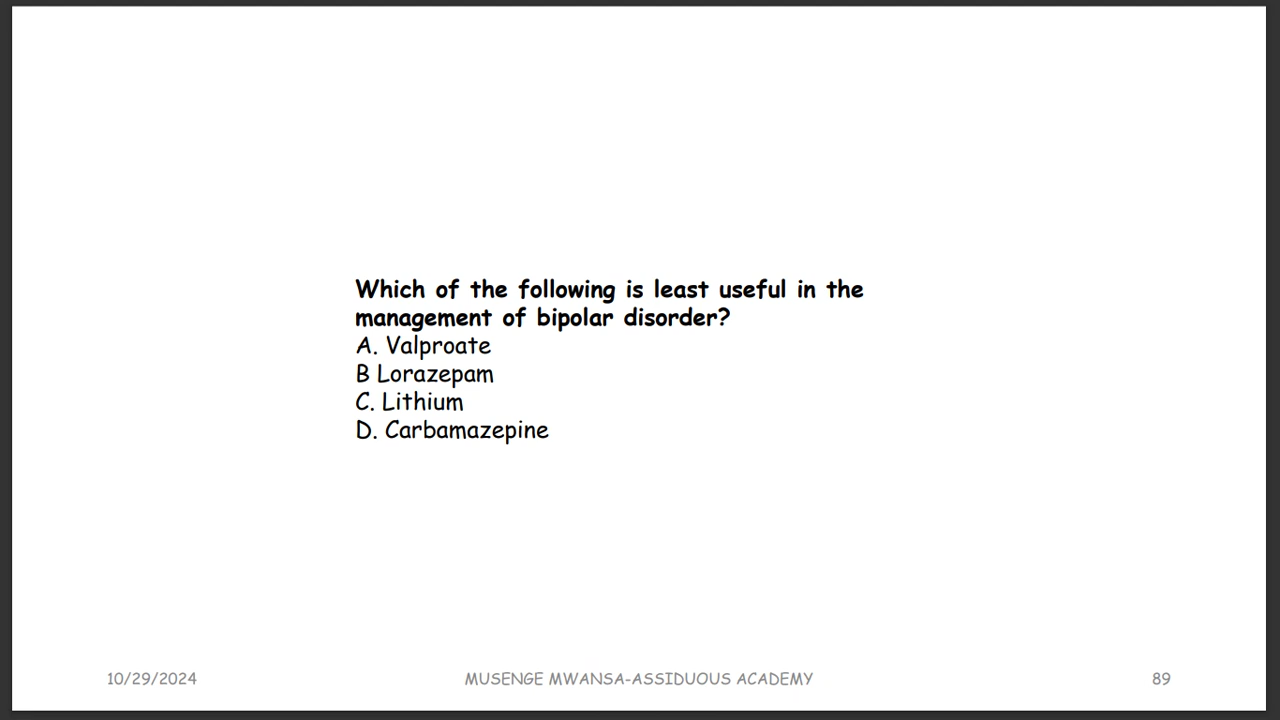 Which of the following is least useful in the
management of bipolar disorder?
A. Valproate
B Lorazepam
C. Lithium
D. Carbamazepine
10/29/2024
MUSENGE MWANSA-ASSIDUOUS ACADEMY
89